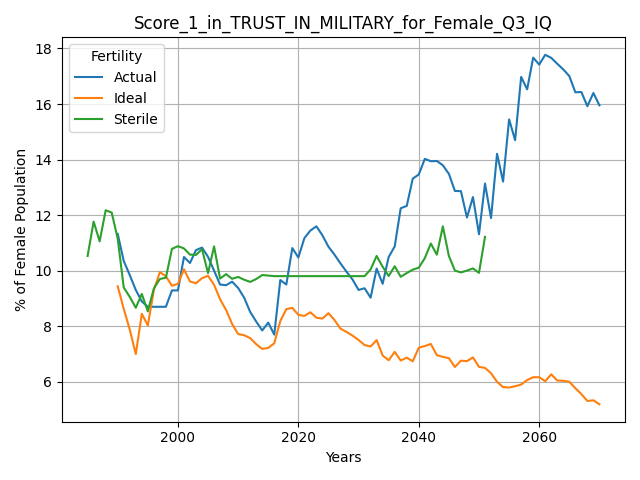 Score_1_in_TRUST_IN_MILITARY_for_Female_Q3_IQ
Fertility
Actual
Ideal
Sterile
% of Female Population
18
16
14
12
10
8
6
2000 2020 2040 2060
Years